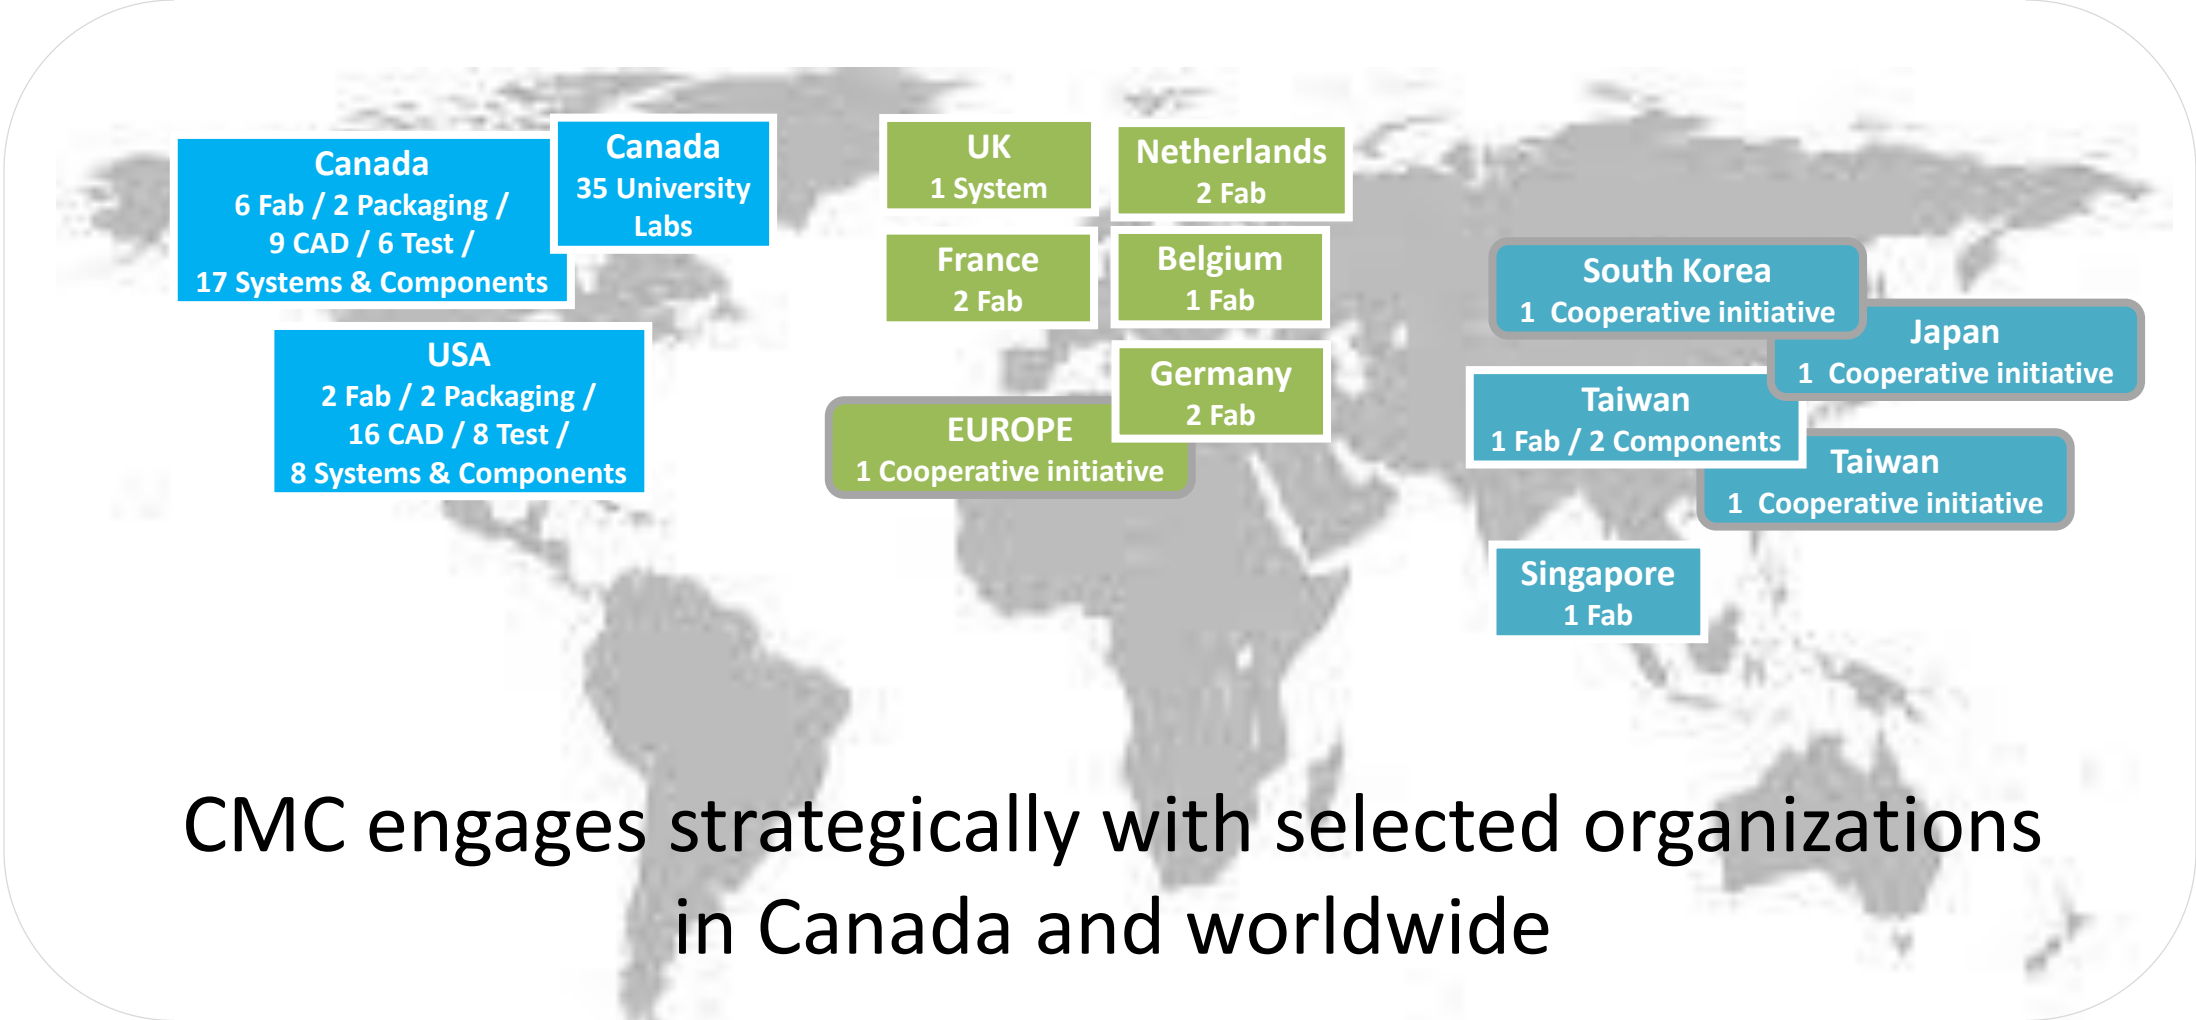 Canada
6 Fab / 2 Packaging /
9 CAD / 6 Test /
17 Systems & Components
Canada
35 University
Labs
USA
2 Fab / 2 Packaging /
16 CAD / 8 Test /
8 Systems & Components
UK
1 System
Netherlands
2 Fab
France
2 Fab
Belgium
1 Fab
Germany
2 Fab
EUROPE
1 Cooperative initiative
South Korea
1 Cooperative initiative
Japan
1 Cooperative initiative
Taiwan
1 Fab / 2 Components
Taiwan
1 Cooperative initiative
Singapore
1 Fab
CMC engages strategically with selected organizations
in Canada and worldwide